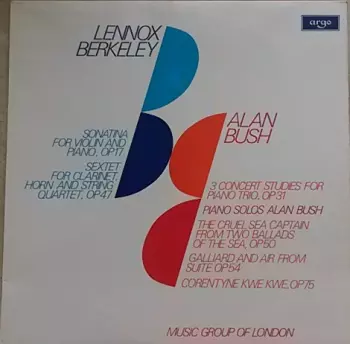 LENNOX
BERKELEY
argo
SONATINA
FOR VIOLIN AND
PIANO, OP17
SEXTET
FOR CLARINET,
HORN AND STRING
QUARTET, OP47
ALAN
BUSH
3 CONCERT STUDIES FOR
PIANO TRIO, OP31
PIANO SOLOS ALAN BUSH
THE CRUEL SEA CAPTAIN
FROM TWO BALLADS
OF THE SEA, OP50
GALLIARD AND AIR FROM
SUITE OP54
CORENTYNE KWE KWE, OP75
MUSIC GROUP OF LONDON